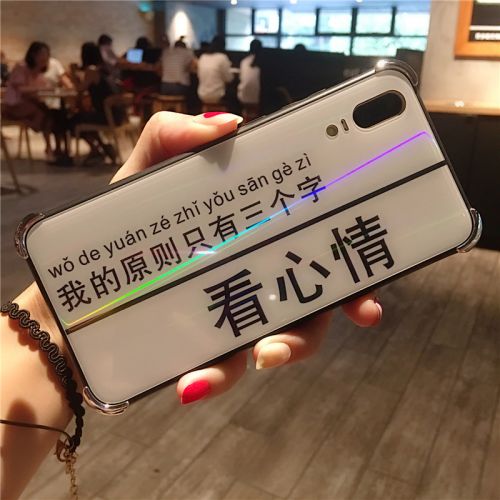 wǒ de yuán zé zhǐ yǒu sān gè zì
我的原则只有三个字
看心情